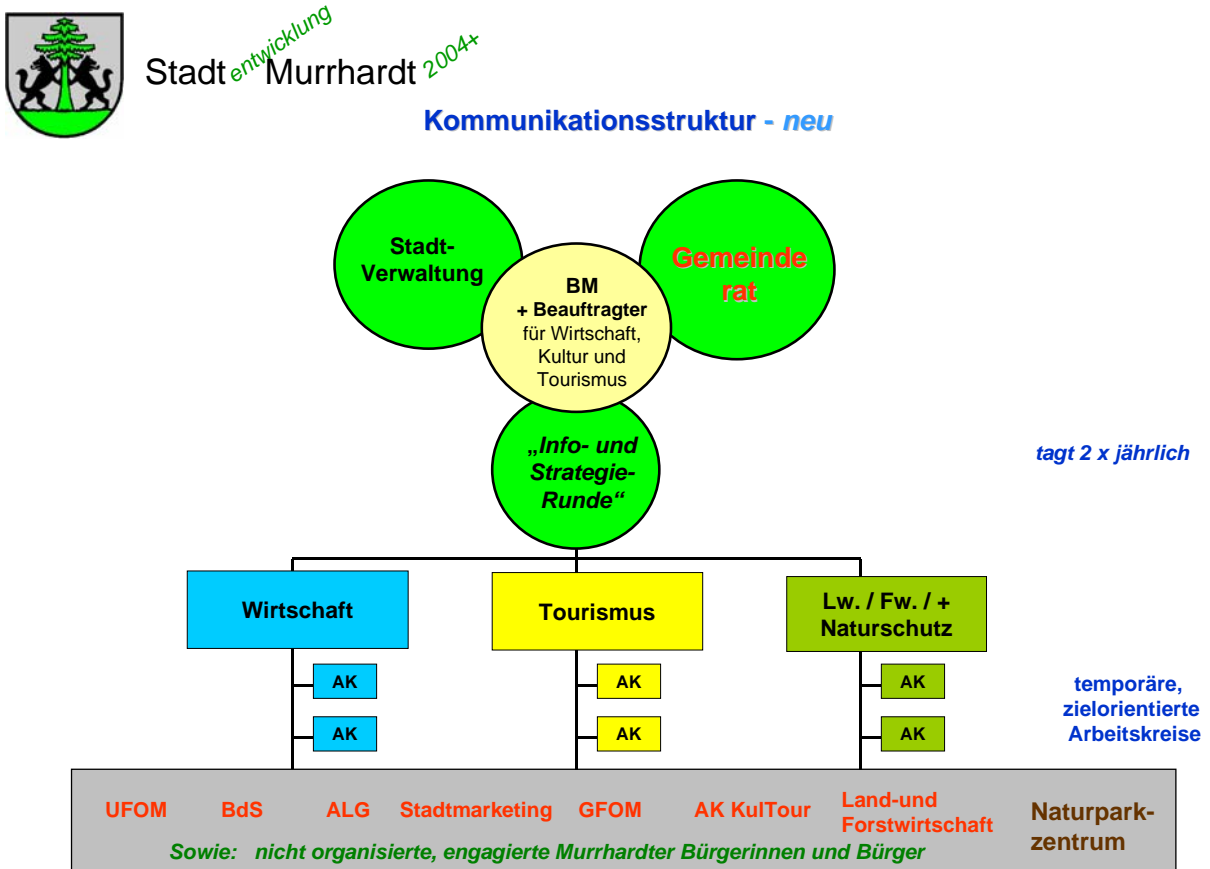 Stadt entwicklung Murrhardt 2004+
Kommunikationsstruktur - neu
Stadt-
Verwaltung
Gemeinde
rat
BM
+ Beauftragter
für Wirtschaft,
Kultur und
Tourismus
„Info- und
Strategie-
Runde“
tagt 2 x jährlich
Wirtschaft
Tourismus
Lw. / Fw. / +
Naturschutz
AK
AK
AK
AK
AK
AK
temporäre,
zielorientierte
Arbeitskreise
UFOM BdS ALG Stadtmarketing GFOM AK KulTour
Land-und
Forstwirtschaft
Naturpark-
zentrum
Sowie: nicht organisierte, engagierte Murrhardter Bürgerinnen und Bürger